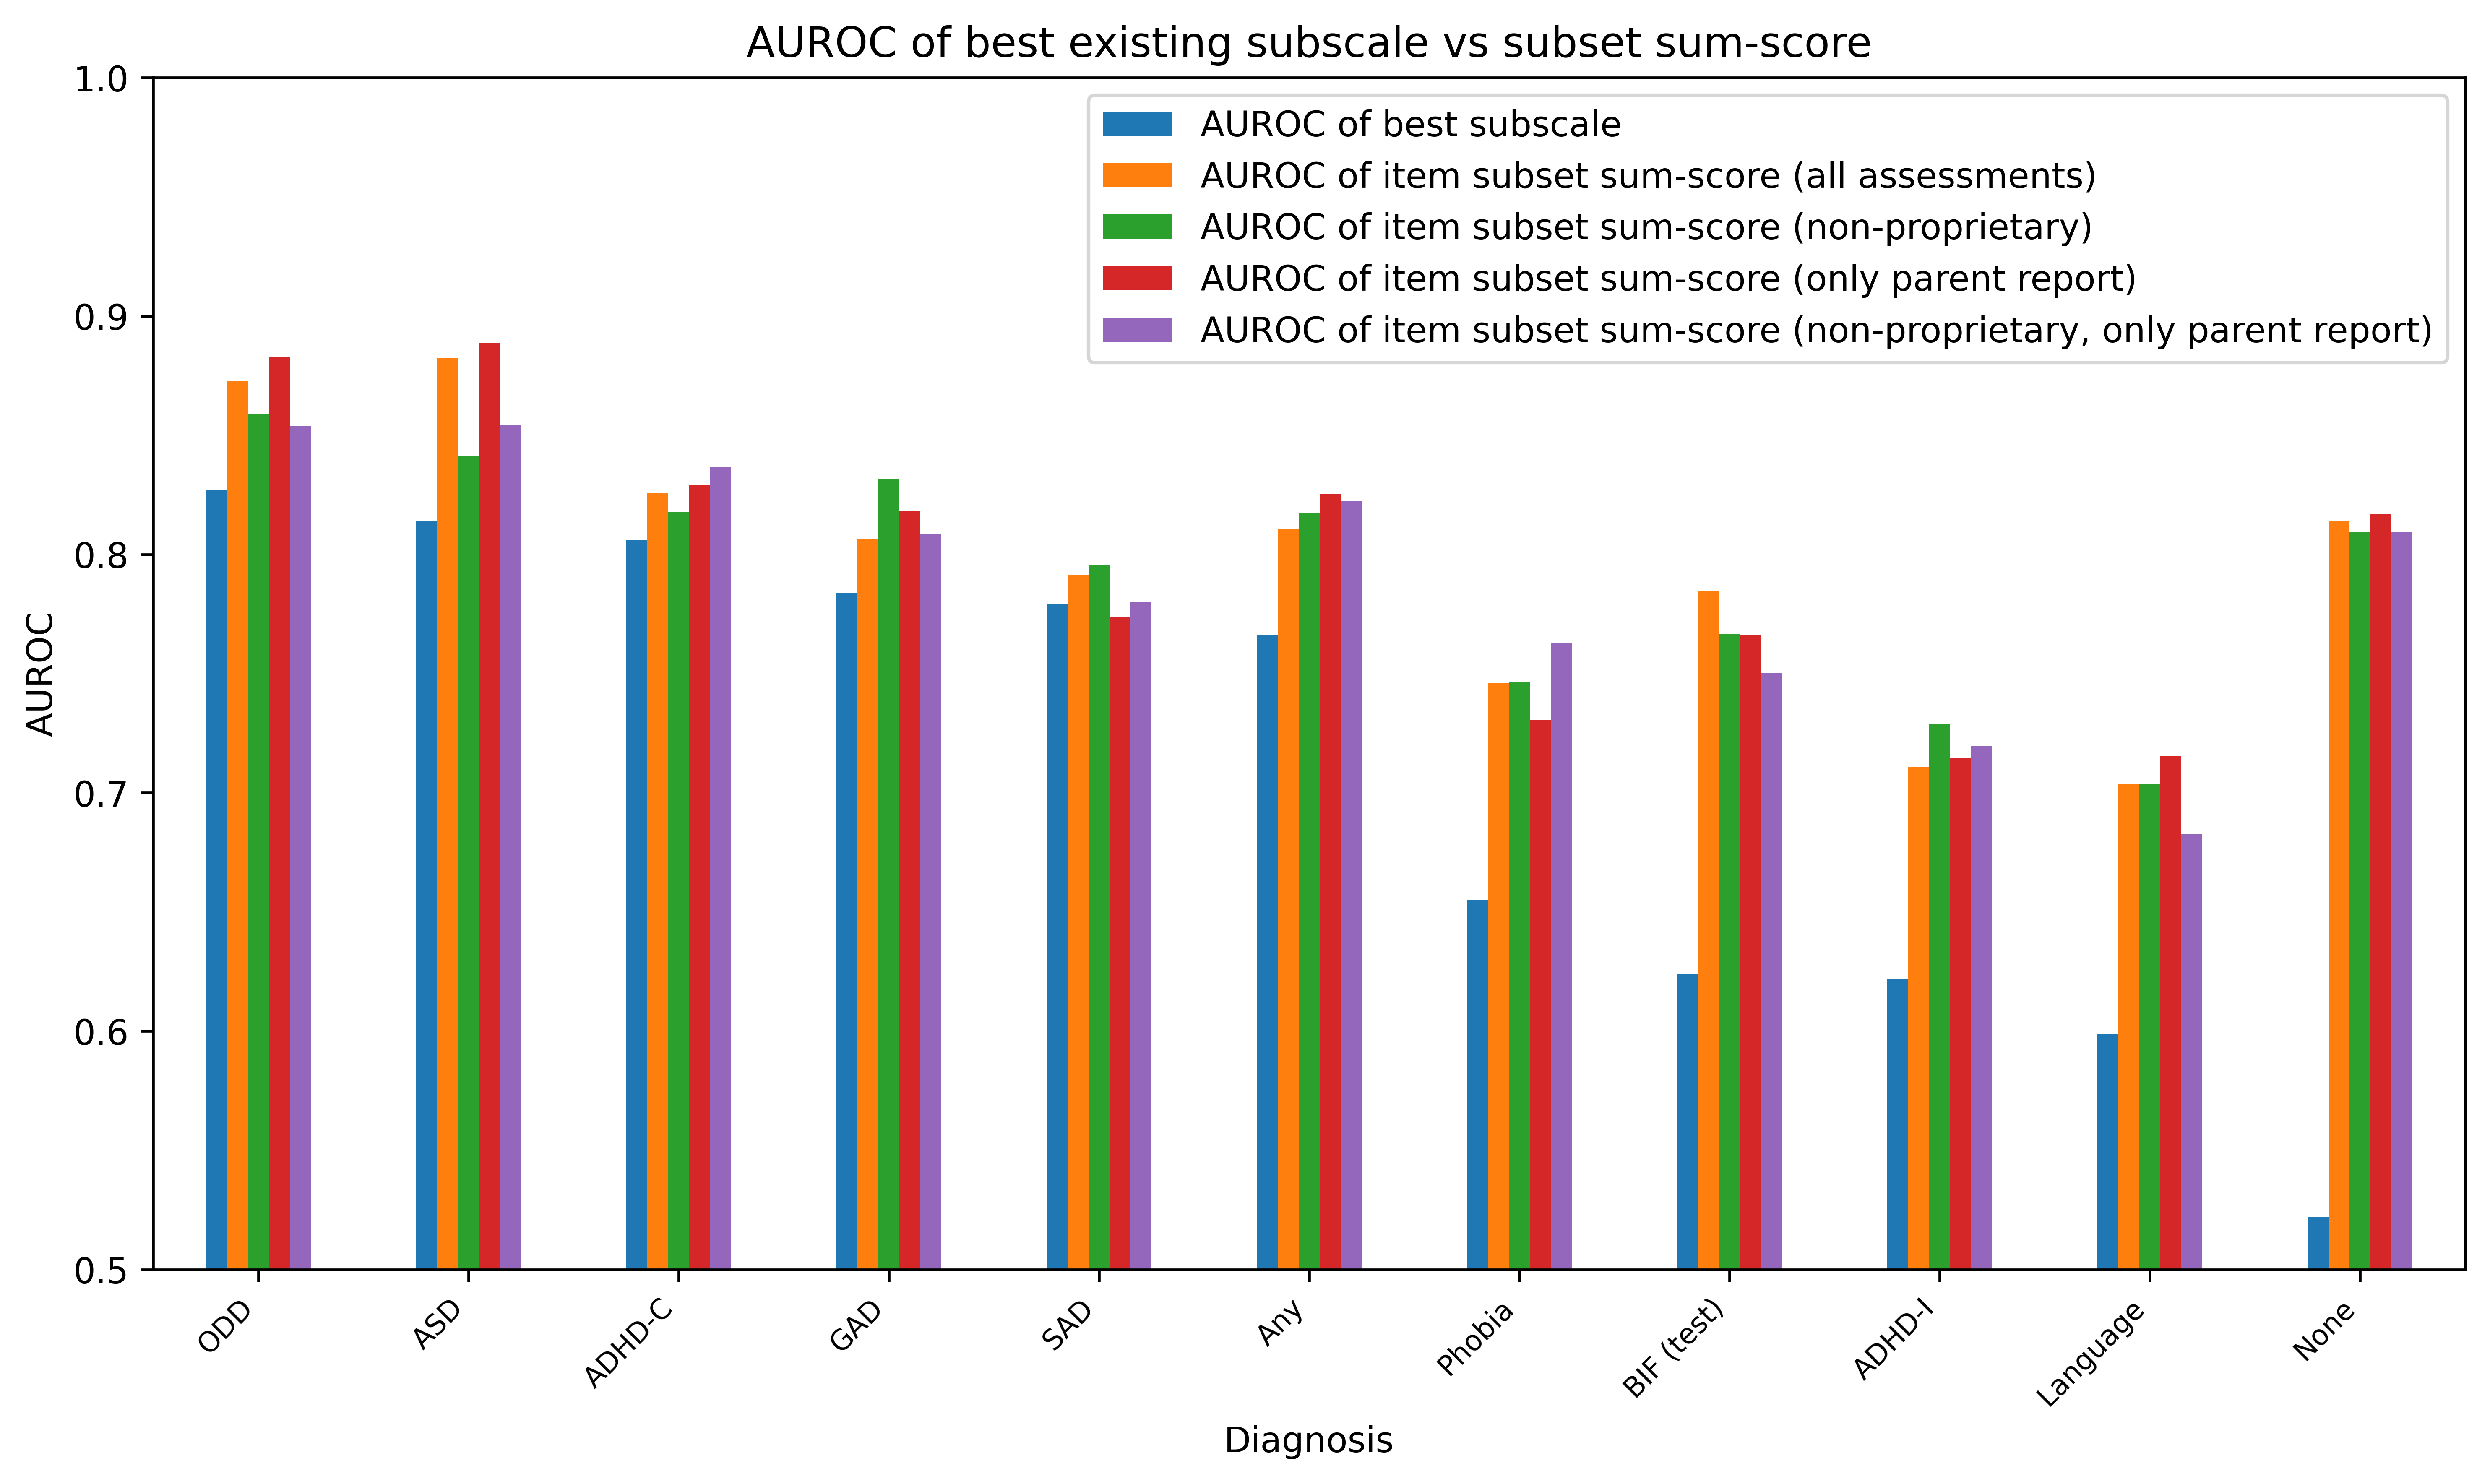 AUROC of best existing subscale vs subset sum-score
1.0
0.9
0.8
0.7
0.6
0.5
AUROC
AUROC of best subscale
AUROC of item subset sum-score (all assessments)
AUROC of item subset sum-score (non-proprietary)
AUROC of item subset sum-score (only parent report)
AUROC of item subset sum-score (non-proprietary, only parent report)
ODD
ASD
ADHD-C
GAD
SAD
Any
Phobia
BIF (test)
ADHD-I
Language
None
Diagnosis